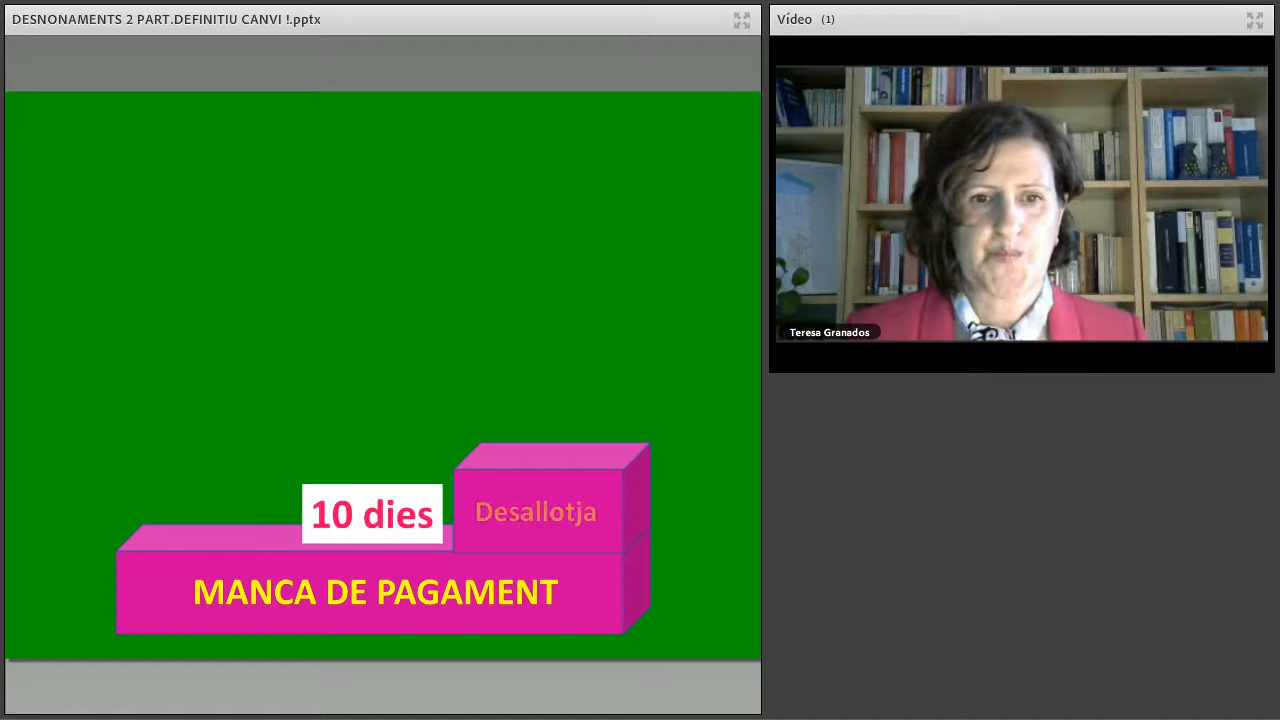 DESNONAMENTS 2 PART.DEFINITIU CANVI !.pptx
Vídeo (1)
Teresa Granados
10 dies
Desallotja
MANCA DE PAGAMENT